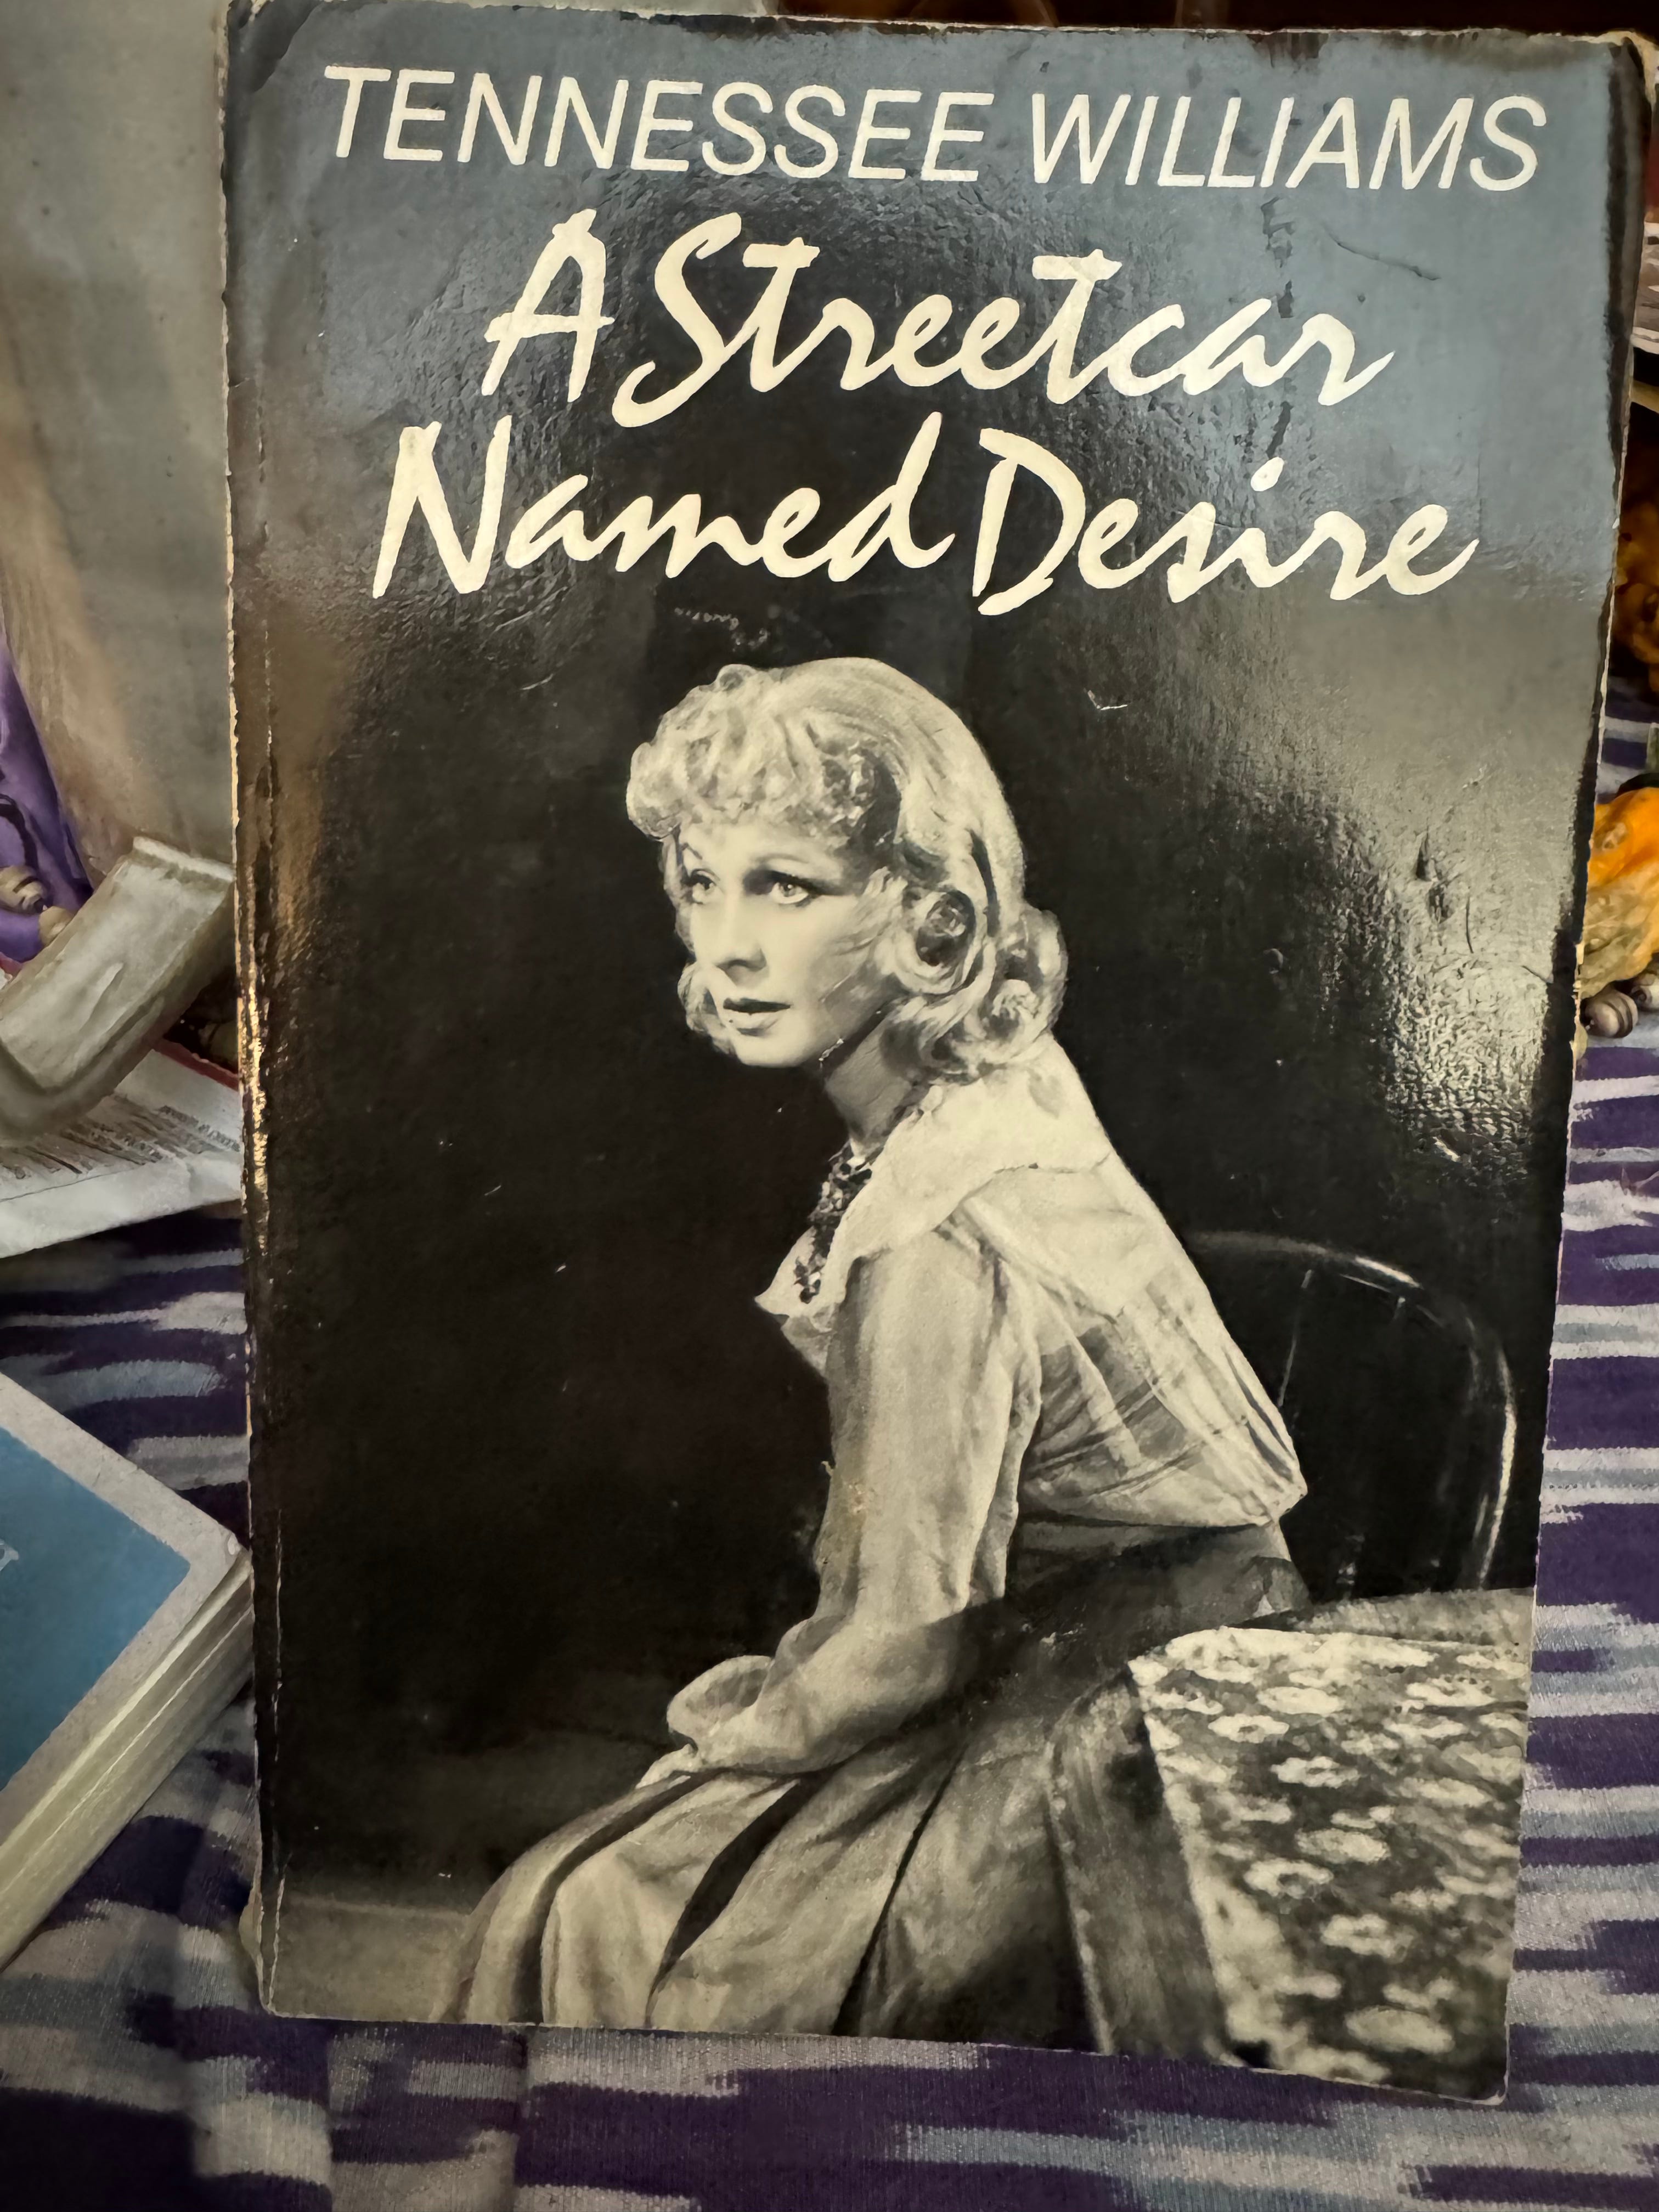 TENNESSEE WILLIAMS
A Streetcar
Named Desire